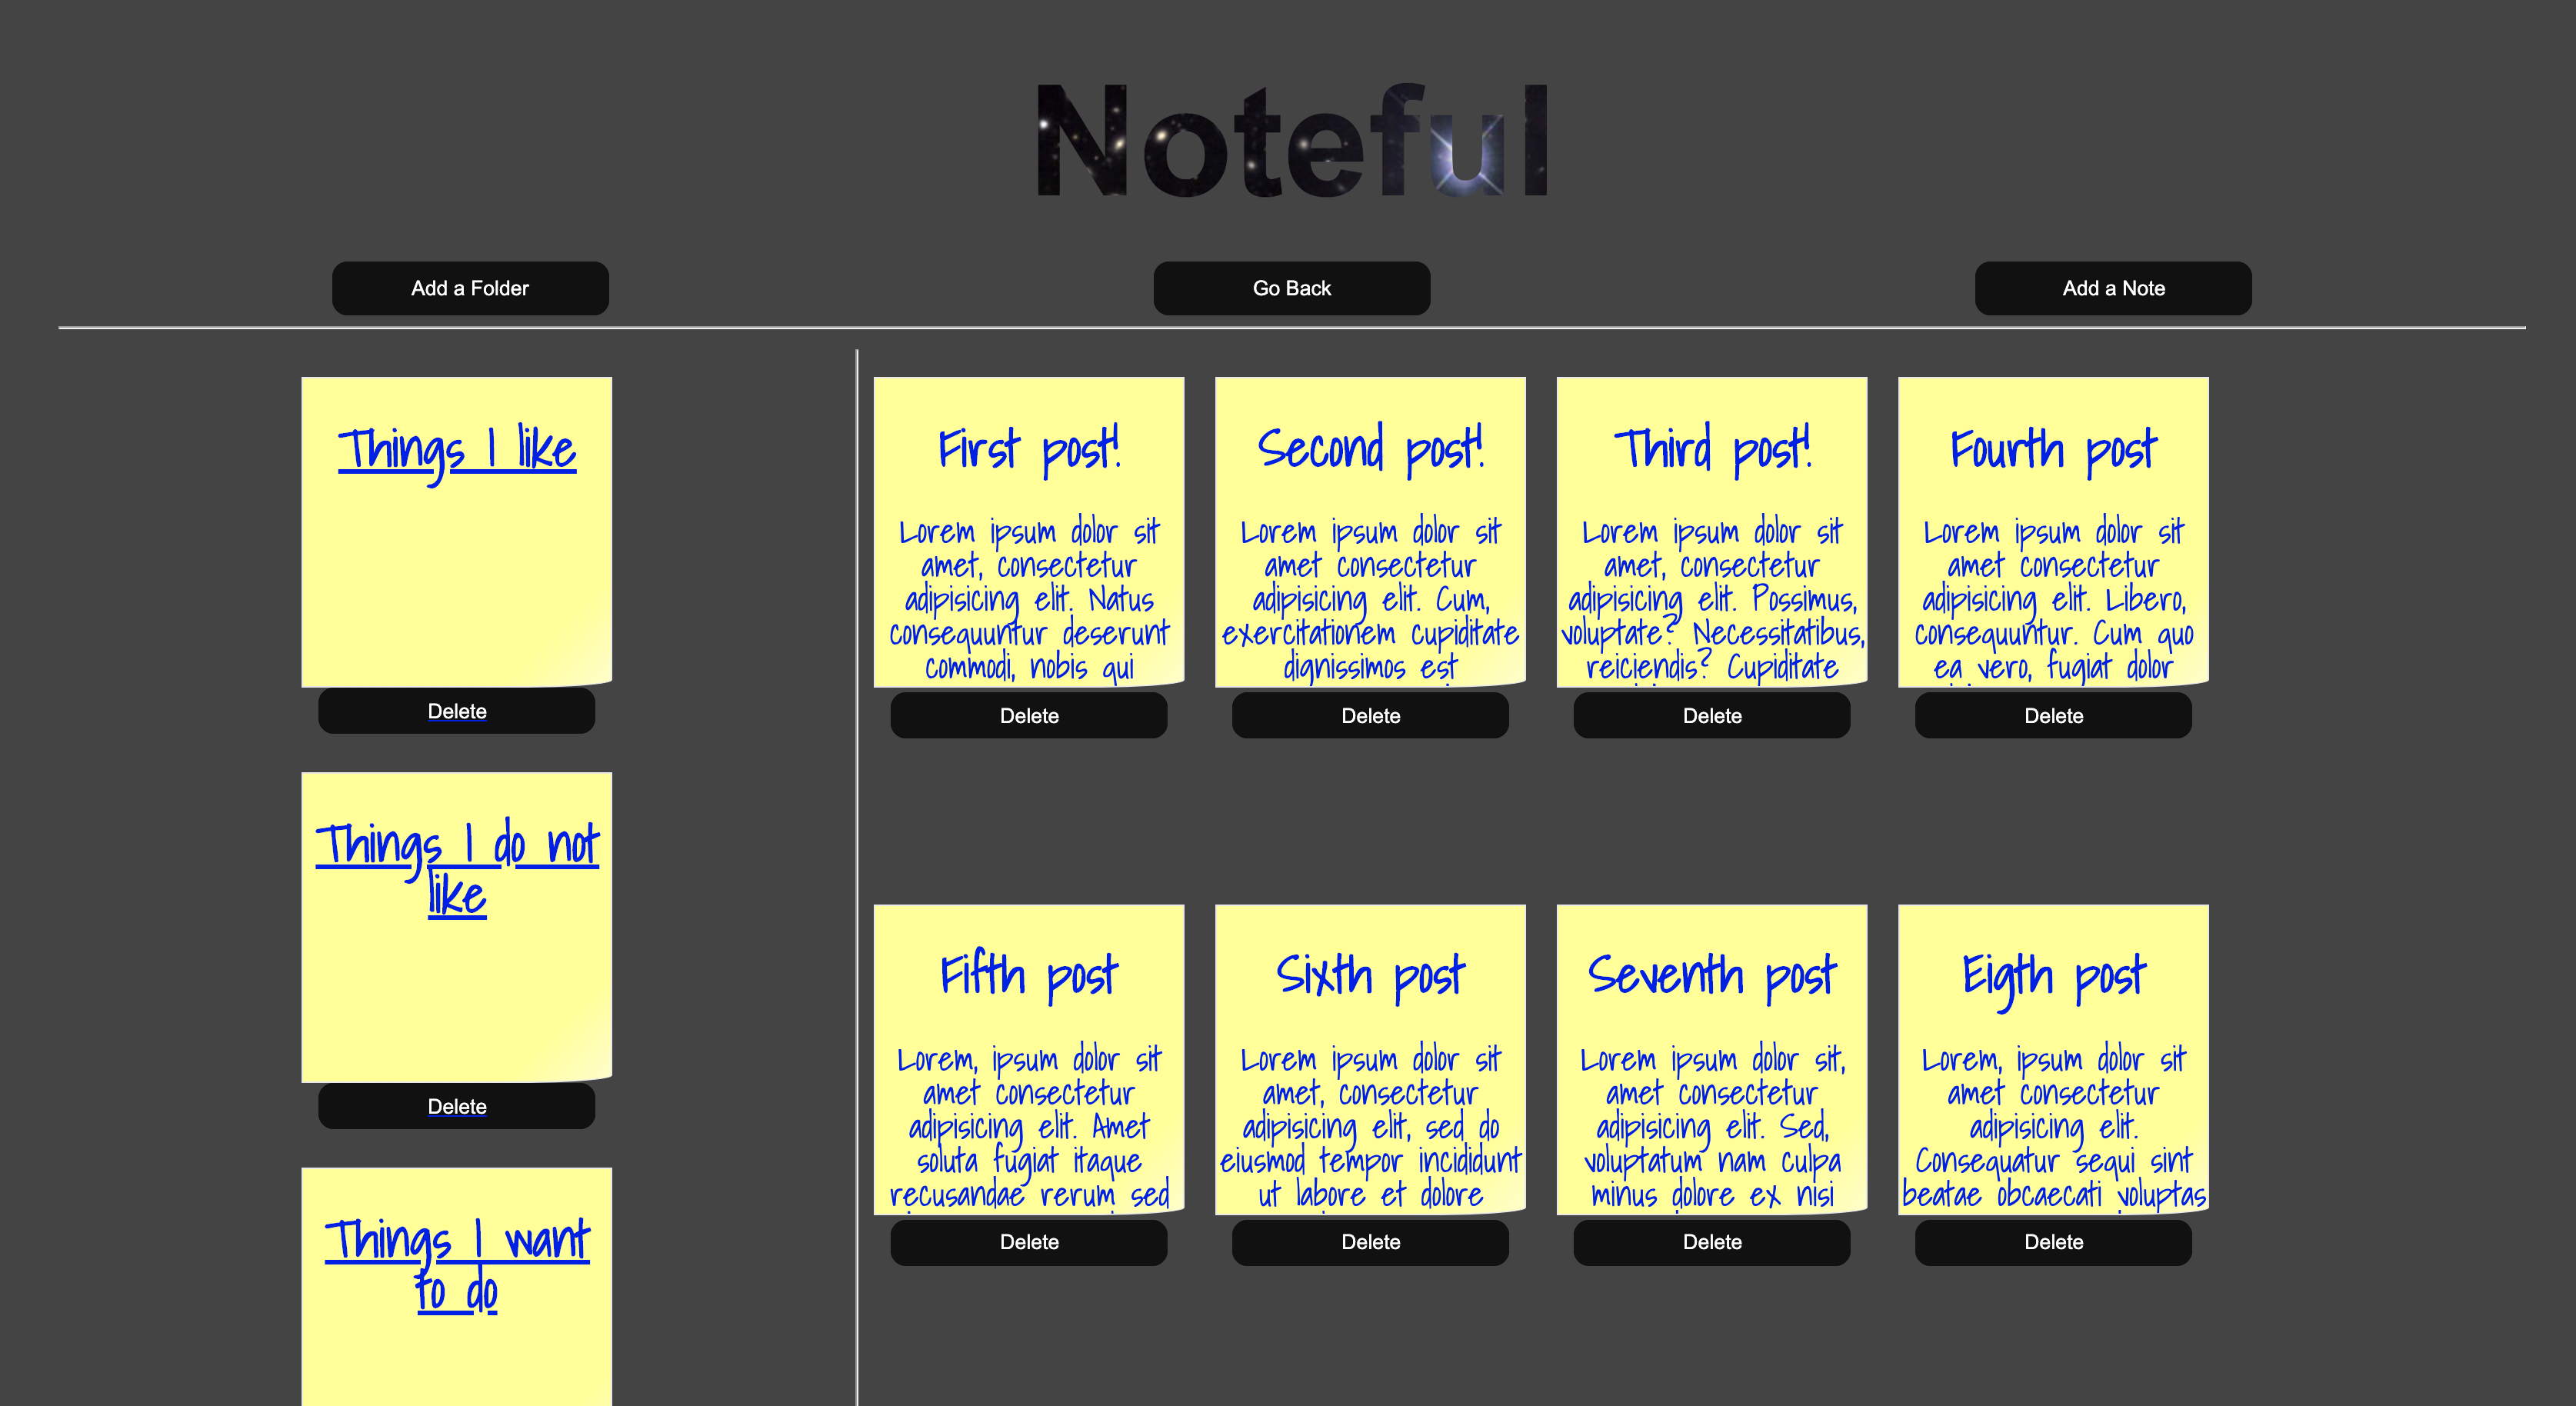 Noteful
Add a Folder
Go Back
Add a Note
Things I like
Delete
Things I do not
like
Delete
Things I want
to do
First post!
Lorem ipsum dolor sit
amet, consectetur
adipisicing elit. Natus
consequuntur deserunt
commodi, nobis qui
Delete
Second post!
Lorem ipsum dolor sit
amet consectetur
adipisicing elit. Cum,
exercitationem cupiditate
dignissimos est
Delete
Third post!
Lorem ipsum dolor sit
amet, consectetur
adipisicing elit. Possimus,
voluptate? Necessitatibus,
reiciendis? Cupiditate
Delete
Fourth post
Lorem ipsum dolor sit
amet consectetur
adipisicing elit. Libero,
consequuntur. Cum quo
ea vero, fugiat dolor
Delete
Fifth post
Lorem, ipsum dolor sit
amet consectetur
adipisicing elit. Amet
soluta fugiat itaque
recusandae rerum sed
Delete
Sixth post
Lorem ipsum dolor sit
amet, consectetur
adipisicing elit, sed do
eiusmod tempor incididunt
ut labore et dolore
Delete
Seventh post
Lorem ipsum dolor sit,
amet consectetur
adipisicing elit. Sed,
voluptatum nam culpa
minus dolore ex nisi
Delete
Eigth post
Lorem, ipsum dolor sit
amet consectetur
adipisicing elit.
Consequatur sequi sint
beatae obcaecati voluptas
Delete